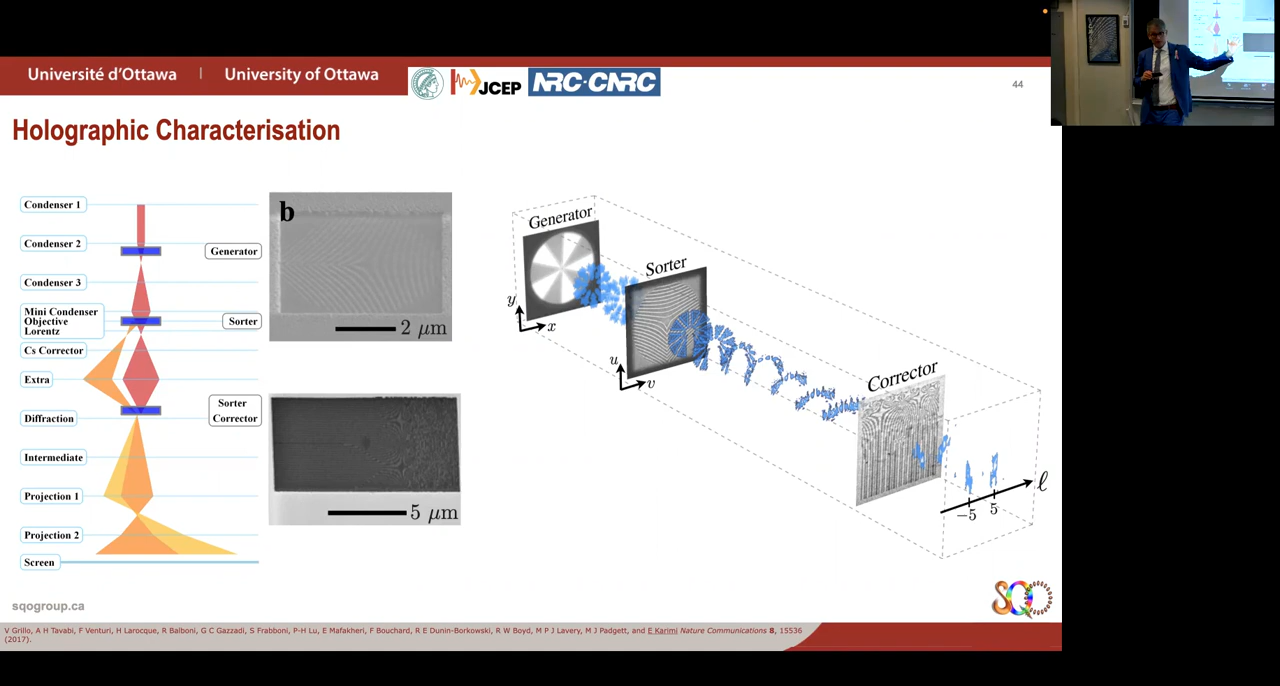 Université d'Ottawa | University of Ottawa
JCEP
NRC·CNRC
44
Holographic Characterisation
Condenser 1
Condenser 2
Generator
Condenser 3
Mini Condenser
Objective
Lorentz
Sorter
Cs Corrector
Extra
Sorter
Corrector
Diffraction
Intermediate
Projection 1
Projection 2
Screen
b
2 μm
5 μm
Generator
y
x
Sorter
u
v
Corrector
−5
5
ℓ
SQ
sqogroup.ca
V Grillo, A H Tavabi, F Venturi, H Larocque, R Balboni, G C Gazzadi, S Frabboni, P-H Lu, E Mafakheri, F Bouchard, R E Dunin-Borkowski, R W Boyd, M P J Lavery, M J Padgett, and E Karimi Nature Communications 8, 15536
(2017).